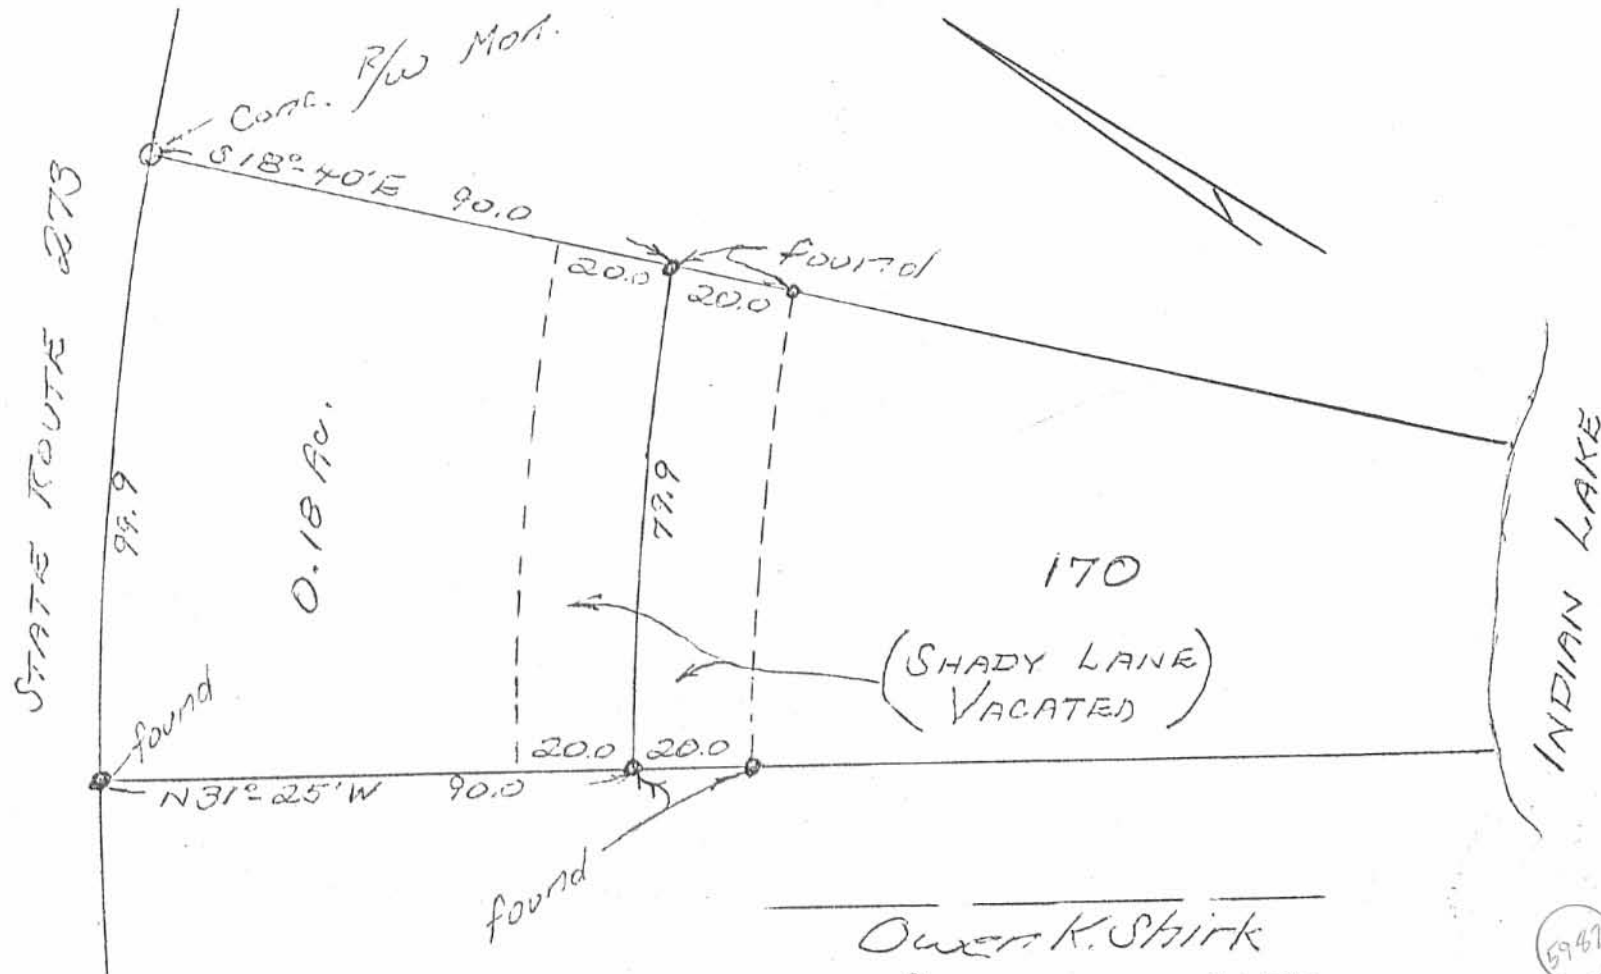 Conc. R/W Mon.
S18°-40'E
90.0
found
20.0
20.0
STATE ROUTE 273
99.9
0.18 Ac.
79.9
170
(SHADY LANE
VACATED)
INDIAN LAKE
found
20.0
20.0
N31°-25'W
90.0
found
Owen K. Shirk